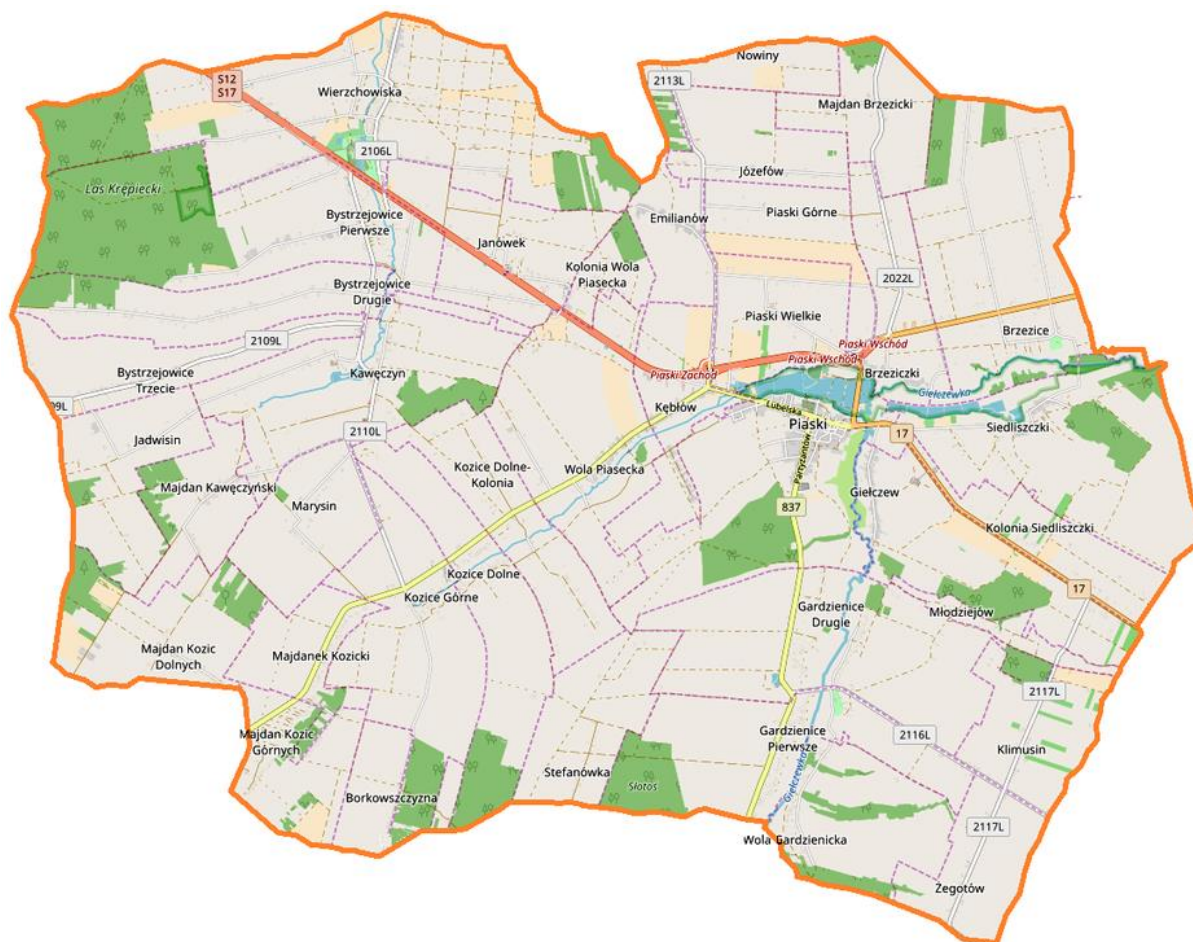 Nowiny
S12
S17
2113L
Wierzchowiska
Majdan Brzezicki
2106L
Las Krępiecki
Józefów
Bystrzejowice
Pierwsze
Emilianów
Piaski Górne
Janówek
Kolonia Wola
Piasecka
2022L
Bystrzejowice
Drugie
Piaski Wielkie
Brzezice
2109L
Piaski Wschód
Piaski Wschód
Bystrzejowice
Trzecie
Kawęczyn
Piaski Zachód
Brzeziczki
Giełczewka
09L
Kębłów
Lubelska
Piaski
Siedliszczki
Jadwisin
2110L
17
Partyzantów
Kozice Dolne-
Kolonia
Wola Piasecka
Majdan Kawęczyński
Giełczew
Marysin
837
Kolonia Siedliszczki
Kozice Dolne
17
Kozice Górne
Gardzienice
Drugie
Młodziejów
Majdan Kozic
Dolnych
Majdanek Kozicki
2117L
Majdan Kozic
Górnych
Gardzienice
Pierwsze
2116L
Klimusin
Stefanówka
Giełczewka
Słotos
Borkowszczyzna
2117L
Wola Gardzienicka
Żegotów